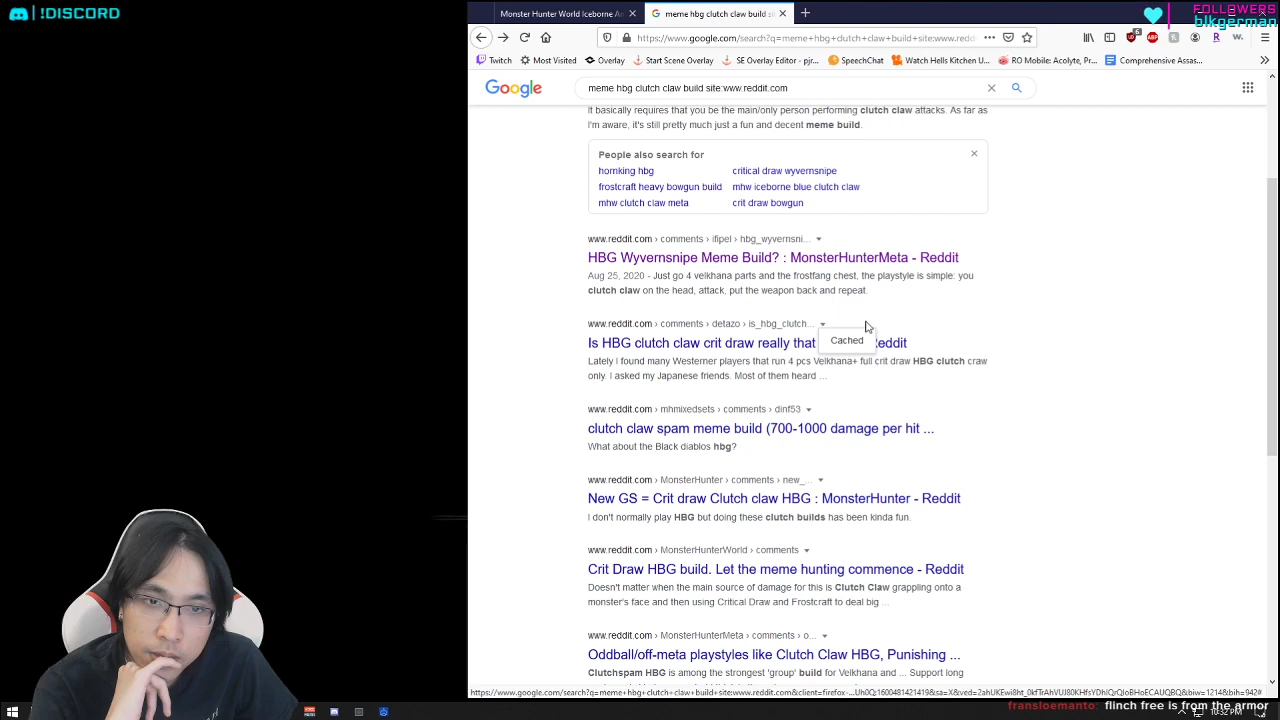 !DISCORD
Monster Hunter World Iceborne An
meme hbg clutch claw build si
FOLLOWERS
blkgerman
https://www.google.com/search?q=meme+hbg+clutch+claw+build+site:www.redd
Twitch
Most Visited
Overlay
Start Scene Overlay
SE Overlay Editor - pjr...
SpeechChat
Watch Hells Kitchen U...
RO Mobile: Acolyte, Pr...
Comprehensive Assas...
Google
meme hbg clutch claw build site:www.reddit.com
It basically requires that you be the main/only person performing clutch claw attacks. As far as
I'm aware, it's still pretty much just a fun and decent meme build.
People also search for
hornking hbg
critical draw wyvernsnipe
frostcraft heavy bowgun build
mhw iceborne blue clutch claw
mhw clutch claw meta
crit draw bowgun
www.reddit.com › comments › ifipel › hbg_wyvernsni...
HBG Wyvernsnipe Meme Build? : MonsterHunterMeta - Reddit
Aug 25, 2020 - Just go 4 velkhana parts and the frostfang chest, the playstyle is simple: you
clutch claw on the head, attack, put the weapon back and repeat.
www.reddit.com › comments › detazo › is_hbg_clutch...
Cached
Is HBG clutch claw crit draw really that eddit
Lately I found many Westerner players that run 4 pcs Velkhana+ full crit draw HBG clutch craw
only. I asked my Japanese friends. Most of them heard ...
www.reddit.com › mhmixedsets › comments › dinf53
clutch claw spam meme build (700-1000 damage per hit ...
What about the Black diablos hbg?
www.reddit.com › MonsterHunter › comments › new_...
New GS = Crit draw Clutch claw HBG : MonsterHunter - Reddit
I don't normally play HBG but doing these clutch builds has been kinda fun.
www.reddit.com › MonsterHunterWorld › comments
Crit Draw HBG build. Let the meme hunting commence - Reddit
Doesn't matter when the main source of damage for this is Clutch Claw grappling onto a
monster's face and then using Critical Draw and Frostcraft to deal big ...
www.reddit.com › MonsterHunterMeta › comments › o...
Oddball/off-meta playstyles like Clutch Claw HBG, Punishing ...
Clutchspam HBG is among the strongest 'group' build for Velkhana and ... Support long
10:32 PM
fransloemanto: flinch free is from the armor